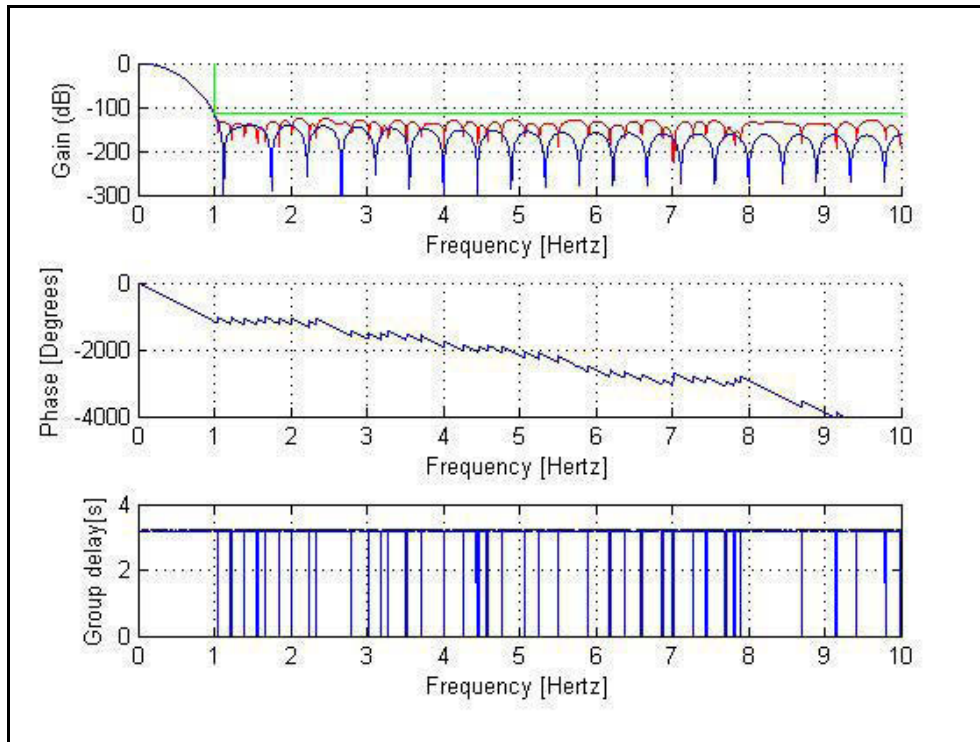 0
-100
-200
-300
Gain (dB)
0 1 2 3 4 5 6 7 8 9 10
Frequency [Hertz]
0
-2000
-4000
Phase [Degrees]
0 1 2 3 4 5 6 7 8 9 10
Frequency [Hertz]
4
2
0
Group delay[s]
0 1 2 3 4 5 6 7 8 9 10
Frequency [Hertz]